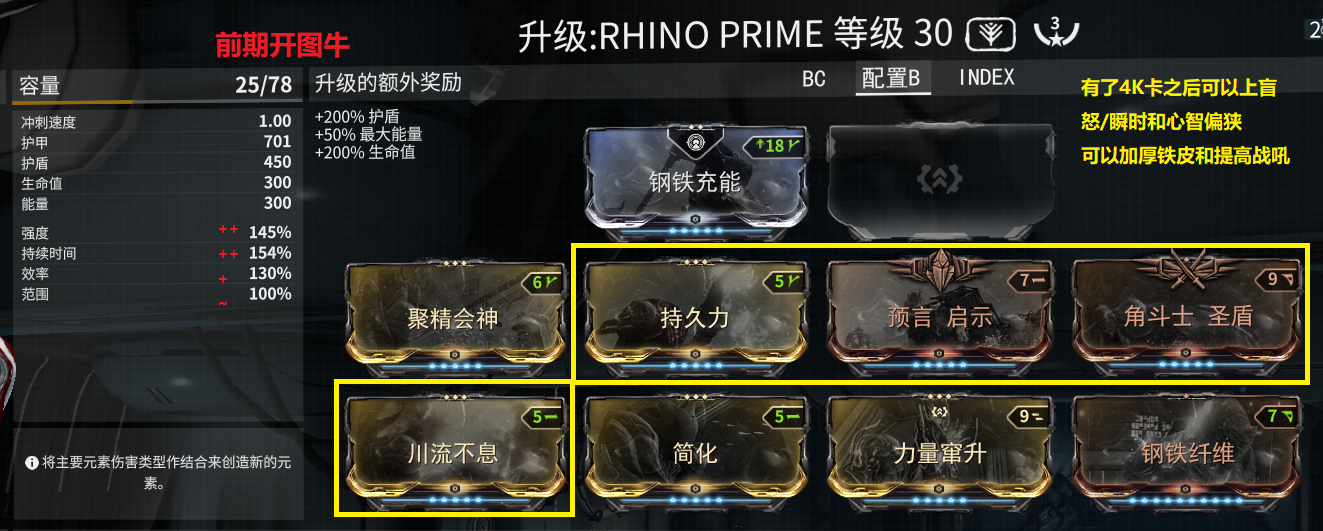 前期开图牛
升级:RHINO PRIME 等级 30
3
2
容量 25/78
升级的额外奖励
BC 配置B INDEX
有了4K卡之后可以上盲
怒/瞬时和心智偏狭
可以加厚铁皮和提高战吼
冲刺速度 1.00
护甲 701
护盾 450
生命值 300
能量 300
强度 ++ 145%
持续时间 ++ 154%
效率 + 130%
范围 ~ 100%
+200% 护盾
+50% 最大能量
+200% 生命值
18
钢铁充能
6
聚精会神
5
持久力
7
预言 启示
9
角斗士 圣盾
5
川流不息
5
简化
9
力量窜升
7
钢铁纤维
将主要元素伤害类型作结合来创造新的元
素。